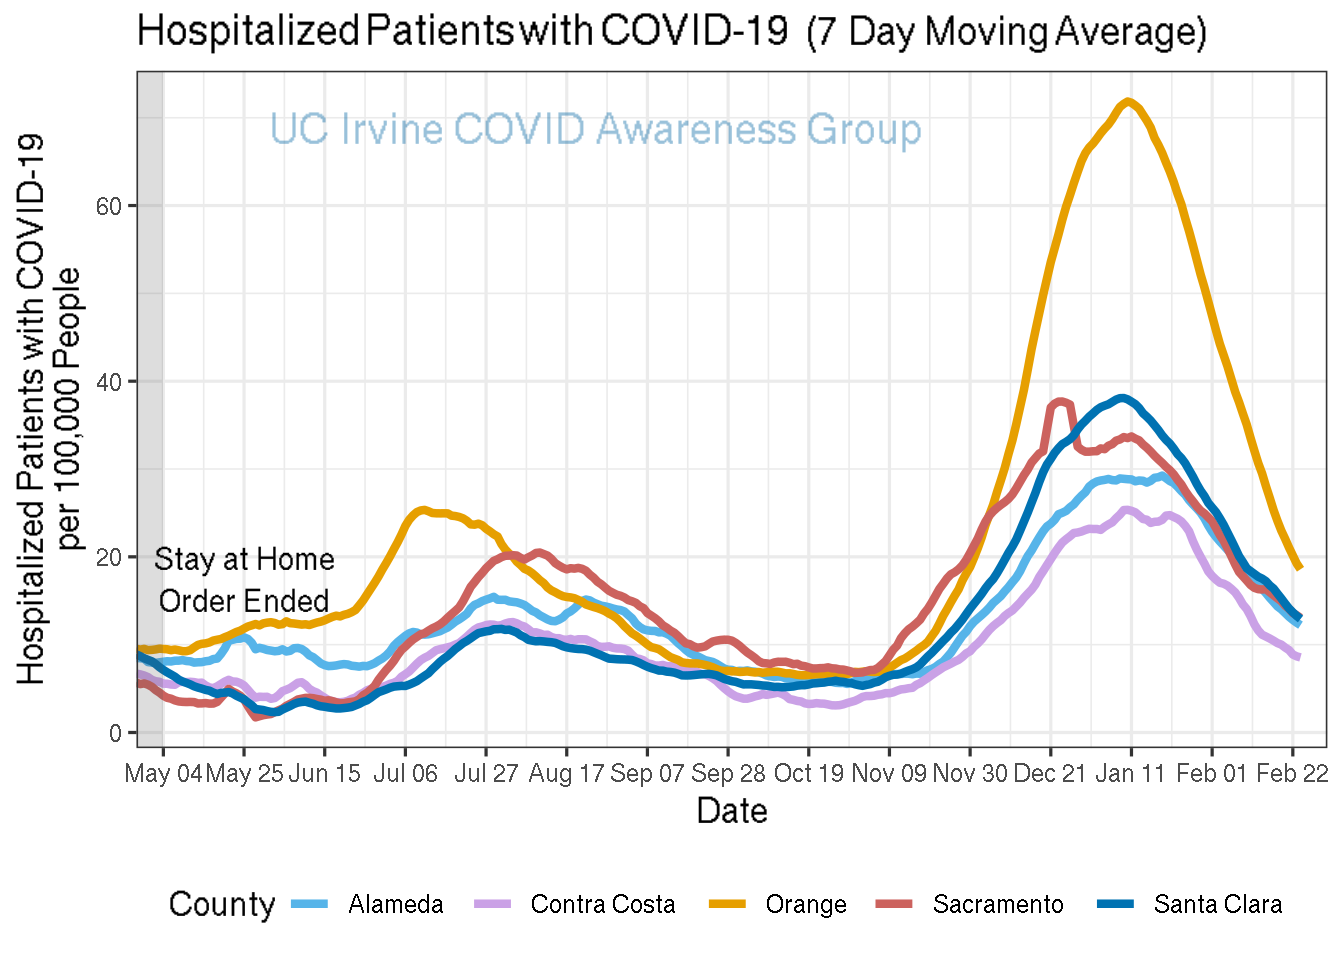 Hospitalized Patients with COVID-19 (7 Day Moving Average)
UC Irvine COVID Awareness Group
Hospitalized Patients with COVID-19
per 100,000 People
60
40
20
0
Stay at Home
Order Ended
May 04 May 25 Jun 15 Jul 06 Jul 27 Aug 17 Sep 07 Sep 28 Oct 19 Nov 09 Nov 30 Dec 21 Jan 11 Feb 01 Feb 22
Date
County Alameda Contra Costa Orange Sacramento Santa Clara